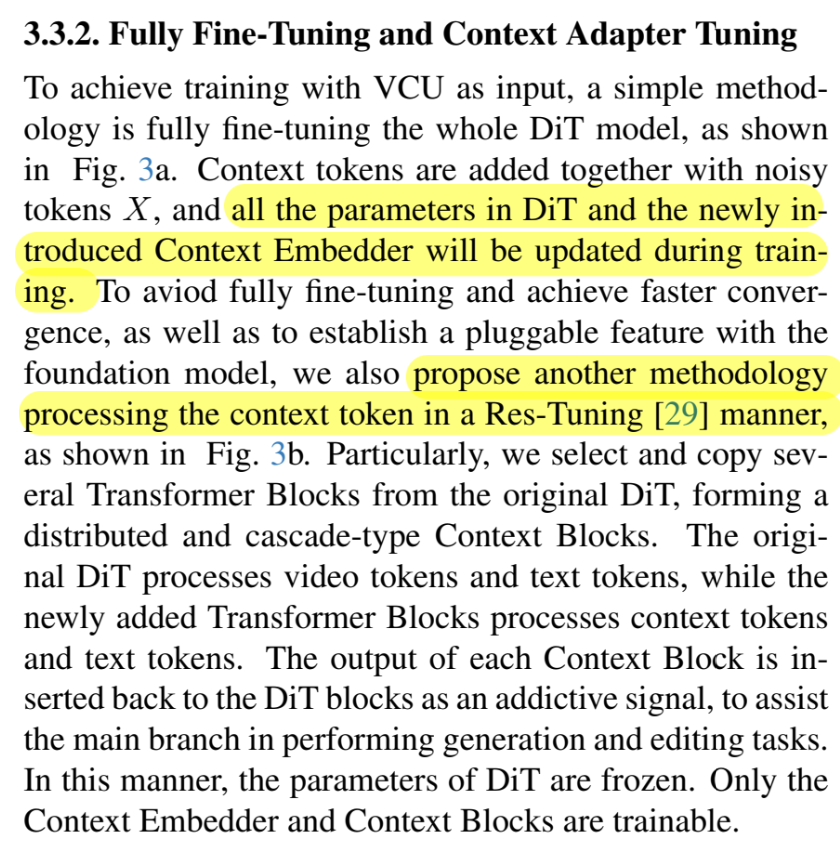 3.3.2. Fully Fine-Tuning and Context Adapter Tuning
To achieve training with VCU as input, a simple method-
ology is fully fine-tuning the whole DiT model, as shown
in Fig. 3a. Context tokens are added together with noisy
tokens X, and all the parameters in DiT and the newly in-
troduced Context Embedder will be updated during train-
ing. To aviod fully fine-tuning and achieve faster conver-
gence, as well as to establish a pluggable feature with the
foundation model, we also propose another methodology
processing the context token in a Res-Tuning [29] manner,
as shown in Fig. 3b. Particularly, we select and copy sev-
eral Transformer Blocks from the original DiT, forming a
distributed and cascade-type Context Blocks. The origi-
nal DiT processes video tokens and text tokens, while the
newly added Transformer Blocks processes context tokens
and text tokens. The output of each Context Block is in-
serted back to the DiT blocks as an addictive signal, to assist
the main branch in performing generation and editing tasks.
In this manner, the parameters of DiT are frozen. Only the
Context Embedder and Context Blocks are trainable.